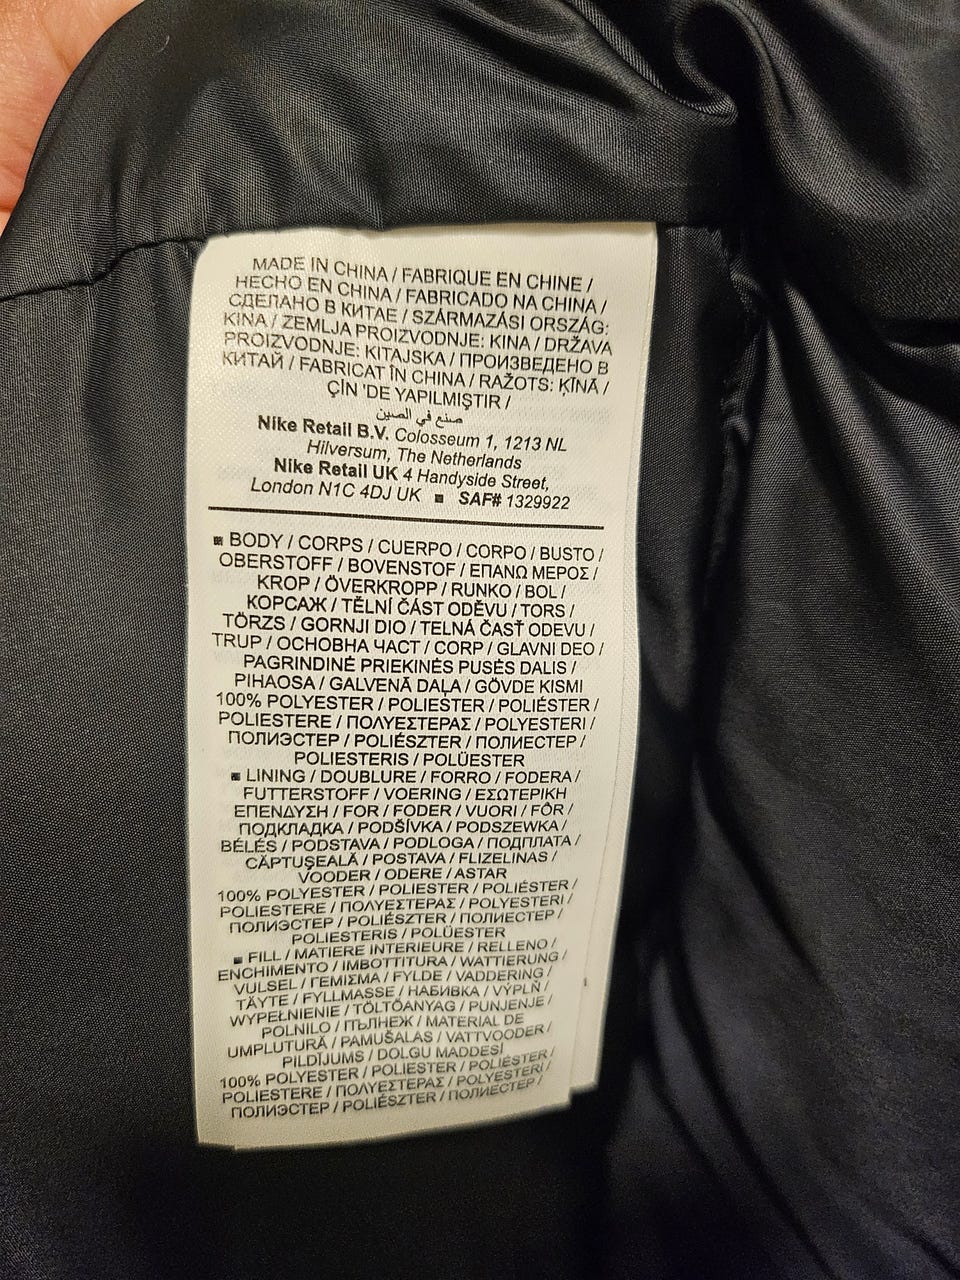 MADE IN CHINA / FABRIQUE EN CHINE /
HECHO EN CHINA / FABRICADO NA CHINA /
СДЕЛАНО В КИТАЕ / SZÁRMAZÁSI ORSZÁG:
KÍNA / ZEMLJA PROIZVODNJE: KINA / DRŽAVA
PROIZVODNJE: KITAJSKA / ПРОИЗВЕДЕНО В
КИТАЙ / FABRICAT ÎN CHINA / RAŽOTS: ĶĪNĀ /
ÇİN 'DE YAPILMIŞTIR /
صنع في الصين
Nike Retail B.V. Colosseum 1, 1213 NL
Hilversum, The Netherlands
Nike Retail UK 4 Handyside Street,
London N1C 4DJ UK ■ SAF# 1329922
■ BODY / CORPS / CUERPO / CORPO / BUSTO /
OBERSTOFF / BOVENSTOF / ΕΠΑΝΩ ΜΕΡΟΣ /
KROP / ÖVERKROPP / RUNKO / BOL /
КОРСАЖ / TĚLNÍ ČÁST ODĚVU / TORS /
TÖRZS / GORNJI DIO / TELNÁ ČASŤ ODEVU /
TRUP / ОСНОВНА ЧАСТ / CORP / GLAVNI DEO /
PAGRINDINĖ PRIEKINĖS PUSĖS DALIS /
PIHAOSA / GALVENĀ DAĻA / GÖVDE KISMI
100% POLYESTER / POLIESTER / POLIÉSTER /
POLIESTERE / ΠΟΛΥΕΣΤΕΡΑΣ / POLYESTERI /
ПОЛИЭСТЕР / POLIÉSZTER / ПОЛИЕСТЕР /
POLIESTERIS / POLÜESTER
■ LINING / DOUBLURE / FORRO / FODERA /
FUTTERSTOFF / VOERING / ΕΣΩΤΕΡΙΚΗ
ΕΠΕΝΔΥΣΗ / FOR / FODER / VUORI / FÔR /
ПОДКЛАДКА / PODŠÍVKA / PODSZEWKA /
BÉLÉS / PODSTAVA / PODLOGA / ПОДПЛАТА /
CĂPTUŞEALĂ / POSTAVA / FLIZELINAS /
VOODER / ODERE / ASTAR
100% POLYESTER / POLIESTER / POLIÉSTER /
POLIESTERE / ΠΟΛΥΕΣΤΕΡΑΣ / POLYESTERI /
ПОЛИЭСТЕР / POLIÉSZTER / ПОЛИЕСТЕР /
POLIESTERIS / POLÜESTER
■ FILL / MATIERE INTERIEURE / RELLENO /
ENCHIMENTO / IMBOTTITURA / WATTIERUNG /
VULSEL / ΓΕΜΙΣΜΑ / FYLDE / VADDERING /
TÄYTE / FYLLMASSE / НАБИВКА / VÝPLŇ /
WYPEŁNIENIE / TÖLTŐANYAG / PUNJENJE /
POLNILO / ПЪЛНЕЖ / MATERIAL DE
UMPLUTURĂ / PAMUŠALAS / VATTVOODER /
PILDĪJUMS / DOLGU MADDESİ
100% POLYESTER / POLIESTER / POLIÉSTER /
POLIESTERE / ΠΟΛΥΕΣΤΕΡΑΣ / POLYESTERI /
ПОЛИЭСТЕР / POLIÉSZTER / ПОЛИЕСТЕР /